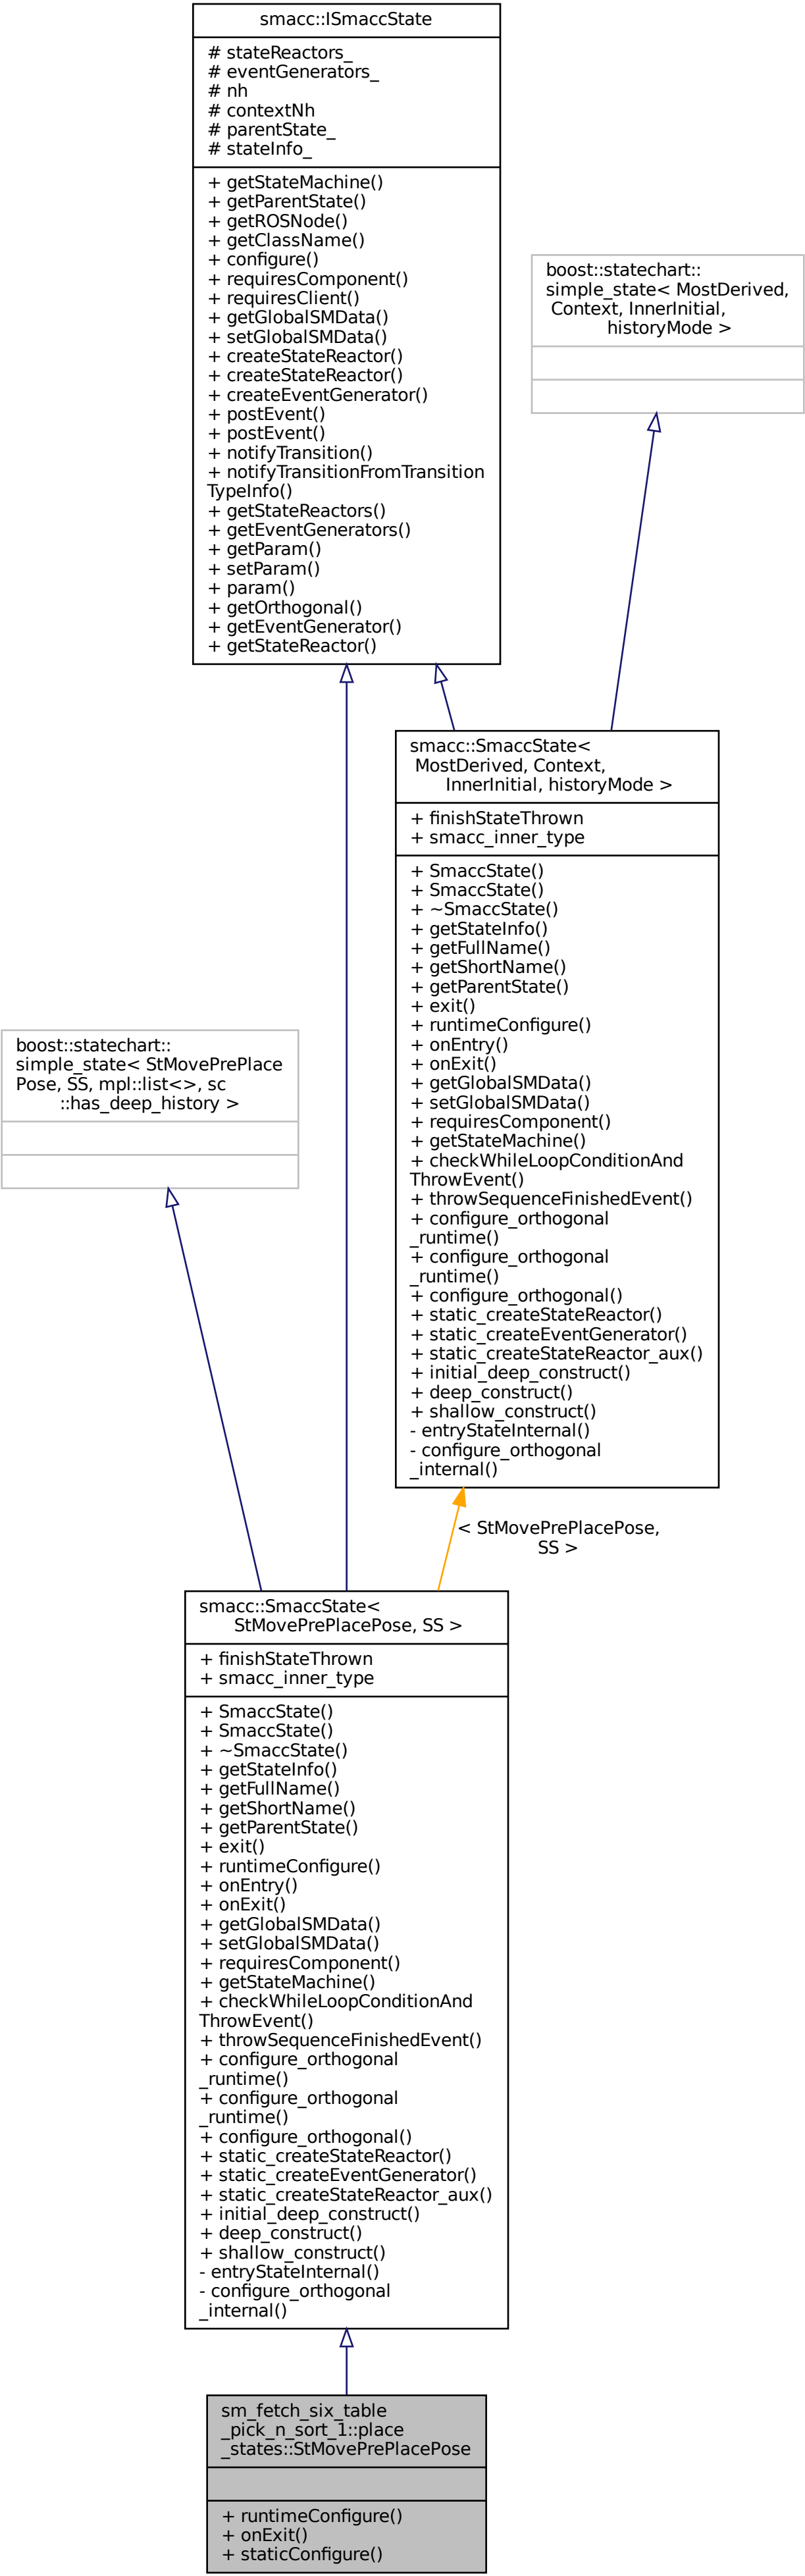 smacc::ISmaccState
# stateReactors_
# eventGenerators_
# nh
# contextNh
# parentState_
# stateInfo_
+ getStateMachine()
+ getParentState()
+ getROSNode()
+ getClassName()
+ configure()
+ requiresComponent()
+ requiresClient()
+ getGlobalSMData()
+ setGlobalSMData()
+ createStateReactor()
+ createStateReactor()
+ createEventGenerator()
+ postEvent()
+ postEvent()
+ notifyTransition()
+ notifyTransitionFromTransition
TypeInfo()
+ getStateReactors()
+ getEventGenerators()
+ getParam()
+ setParam()
+ param()
+ getOrthogonal()
+ getEventGenerator()
+ getStateReactor()
boost::statechart::
simple_state< MostDerived,
Context, InnerInitial,
historyMode >
smacc::SmaccState<
MostDerived, Context,
InnerInitial, historyMode >
+ finishStateThrown
+ smacc_inner_type
+ SmaccState()
+ SmaccState()
+ ~SmaccState()
+ getStateInfo()
+ getFullName()
+ getShortName()
+ getParentState()
+ exit()
+ runtimeConfigure()
+ onEntry()
+ onExit()
+ getGlobalSMData()
+ setGlobalSMData()
+ requiresComponent()
+ getStateMachine()
+ checkWhileLoopConditionAnd
ThrowEvent()
+ throwSequenceFinishedEvent()
+ configure_orthogonal
_runtime()
+ configure_orthogonal
_runtime()
+ configure_orthogonal()
+ static_createStateReactor()
+ static_createEventGenerator()
+ static_createStateReactor_aux()
+ initial_deep_construct()
+ deep_construct()
+ shallow_construct()
- entryStateInternal()
- configure_orthogonal
_internal()
boost::statechart::
simple_state< StMovePrePlace
Pose, SS, mpl::list<>, sc
::has_deep_history >
< StMovePrePlacePose,
SS >
smacc::SmaccState<
StMovePrePlacePose, SS >
+ finishStateThrown
+ smacc_inner_type
+ SmaccState()
+ SmaccState()
+ ~SmaccState()
+ getStateInfo()
+ getFullName()
+ getShortName()
+ getParentState()
+ exit()
+ runtimeConfigure()
+ onEntry()
+ onExit()
+ getGlobalSMData()
+ setGlobalSMData()
+ requiresComponent()
+ getStateMachine()
+ checkWhileLoopConditionAnd
ThrowEvent()
+ throwSequenceFinishedEvent()
+ configure_orthogonal
_runtime()
+ configure_orthogonal
_runtime()
+ configure_orthogonal()
+ static_createStateReactor()
+ static_createEventGenerator()
+ static_createStateReactor_aux()
+ initial_deep_construct()
+ deep_construct()
+ shallow_construct()
- entryStateInternal()
- configure_orthogonal
_internal()
sm_fetch_six_table
_pick_n_sort_1::place
_states::StMovePrePlacePose
+ runtimeConfigure()
+ onExit()
+ staticConfigure()